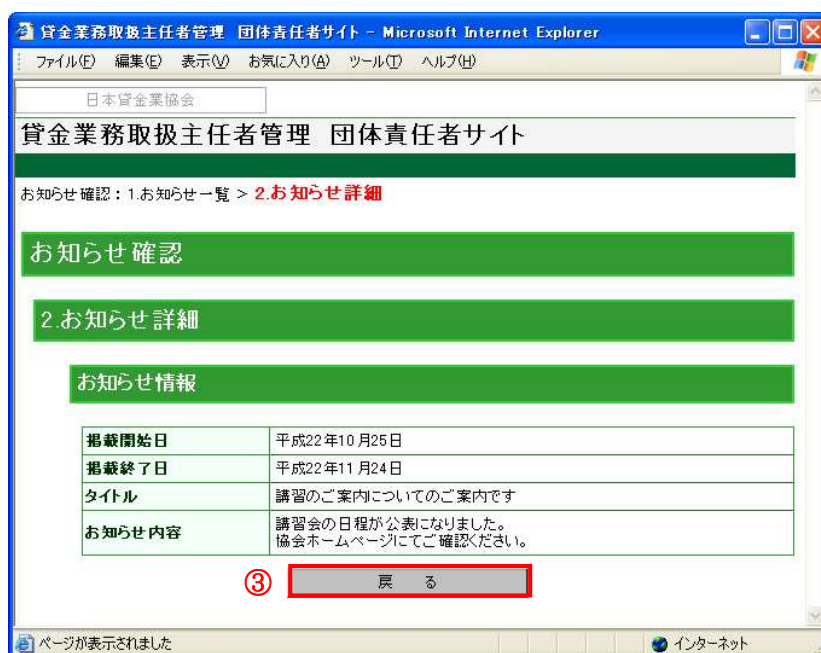 貸金業務取扱主任者管理 団体責任者サイト - Microsoft Internet Explorer
ファイル(F) 編集(E) 表示(V) お気に入り(A) ツール(T) ヘルプ(H)
日本貸金業協会
貸金業務取扱主任者管理 団体責任者サイト
お知らせ確認：1.お知らせ一覧 > 2.お知らせ詳細
お知らせ確認
2.お知らせ詳細
お知らせ情報
掲載開始日 平成22年10月25日
掲載終了日 平成22年11月24日
タイトル 講習のご案内についてのご案内です
お知らせ内容 講習会の日程が公表になりました。
協会ホームページにてご確認ください。
③ 戻 る
ページが表示されました インターネット